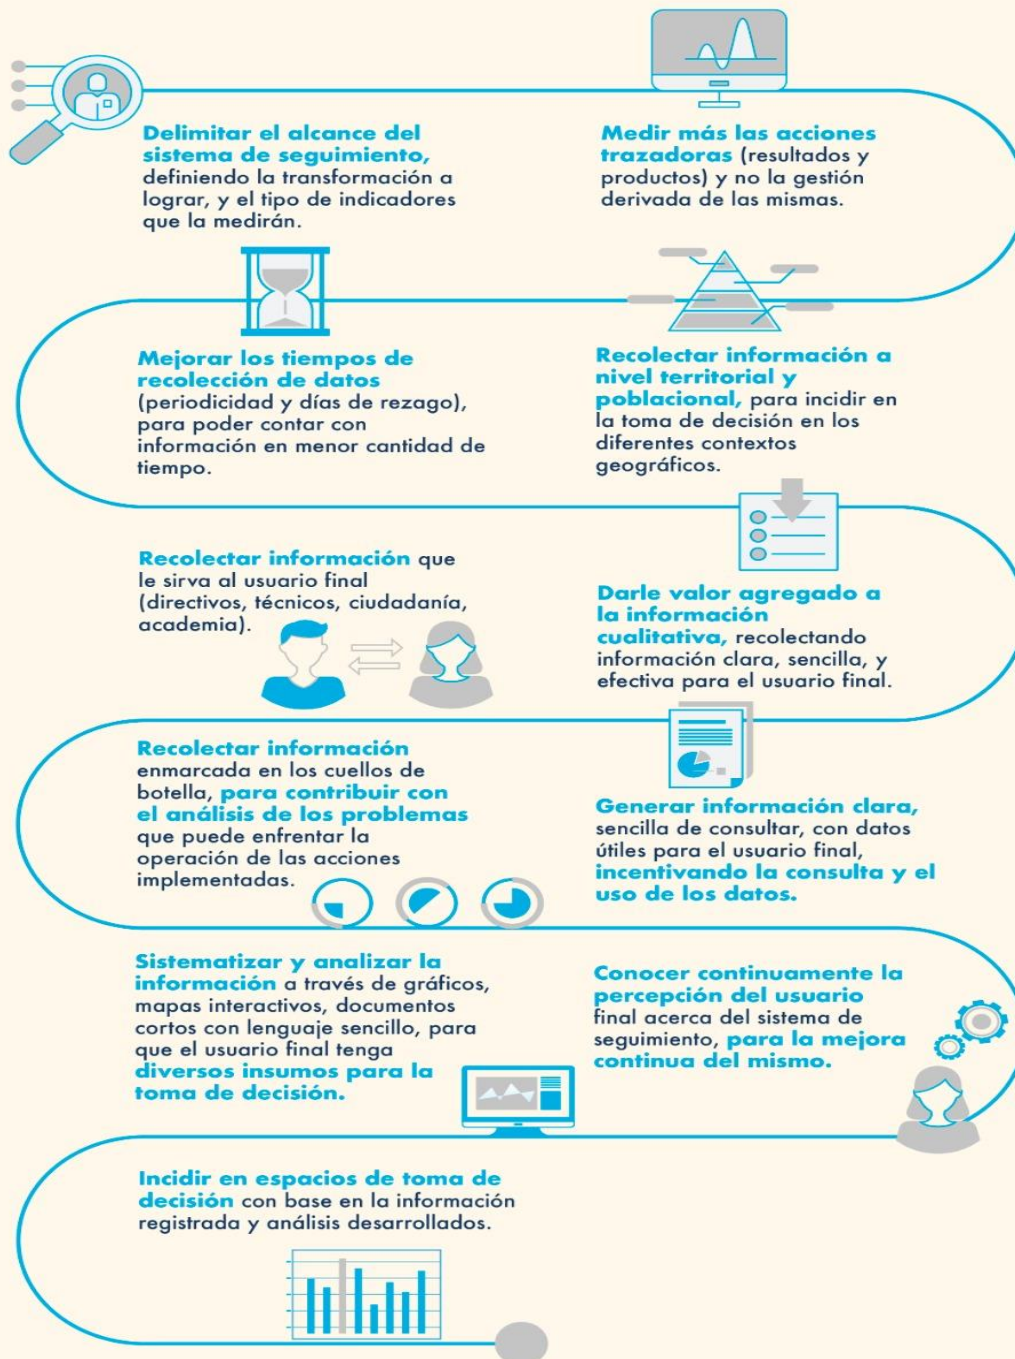 Delimitar el alcance del
sistema de seguimiento,
definiendo la transformación a
lograr, y el tipo de indicadores
que la medirán.
Medir más las acciones
trazadoras (resultados y
productos) y no la gestión
derivada de las mismas.
Mejorar los tiempos de
recolección de datos
(periodicidad y días de rezago),
para poder contar con
información en menor cantidad de
tiempo.
Recolectar información a
nivel territorial y
poblacional, para incidir en
la toma de decisión en los
diferentes contextos
geográficos.
Recolectar información que
le sirva al usuario final
(directivos, técnicos, ciudadanía,
academia).
Darle valor agregado a
la información
cualitativa, recolectando
información clara, sencilla, y
efectiva para el usuario final.
Recolectar información
enmarcada en los cuellos de
botella, para contribuir con
el análisis de los problemas
que puede enfrentar la
operación de las acciones
implementadas.
Generar información clara,
sencilla de consultar, con datos
útiles para el usuario final,
incentivando la consulta y el
uso de los datos.
Sistematizar y analizar la
información a través de gráficos,
mapas interactivos, documentos
cortos con lenguaje sencillo, para
que el usuario final tenga
diversos insumos para la
toma de decisión.
Conocer continuamente la
percepción del usuario
final acerca del sistema de
seguimiento, para la mejora
continua del mismo.
Incidir en espacios de toma de
decisión con base en la información
registrada y análisis desarrollados.